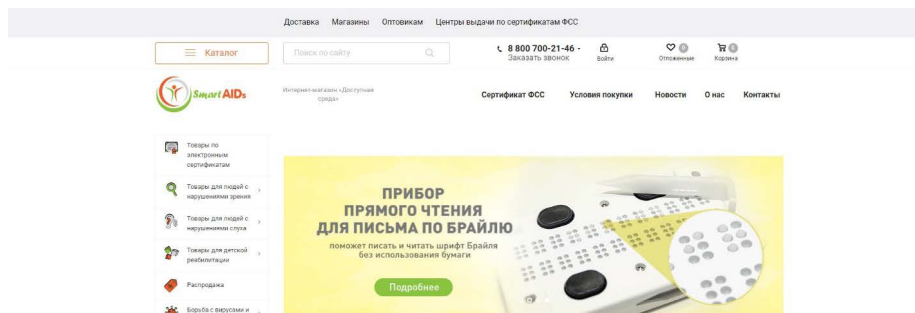 Доставка Магазины Оптовикам Центры выдачи по сертификатам ФСС
Каталог
Поиск по сайту
8 800 700-21-46 -
Заказать звонок
Войти
0
Отложенные
0
Корзина
Smart AIDs
Интернет-магазин «Доступная
среда»
Сертификат ФСС Условия покупки Новости О нас Контакты
Товары по
электронным
сертификатам
Товары для людей с
нарушениями зрения
Товары для людей с
нарушениями слуха
Товары для детской
реабилитации
Распродажа
Борьба с вирусами и
ПРИБОР
ПРЯМОГО ЧТЕНИЯ
ДЛЯ ПИСЬМА ПО БРАЙЛЮ
поможет писать и читать шрифт Брайля
без использования бумаги
Подробнее